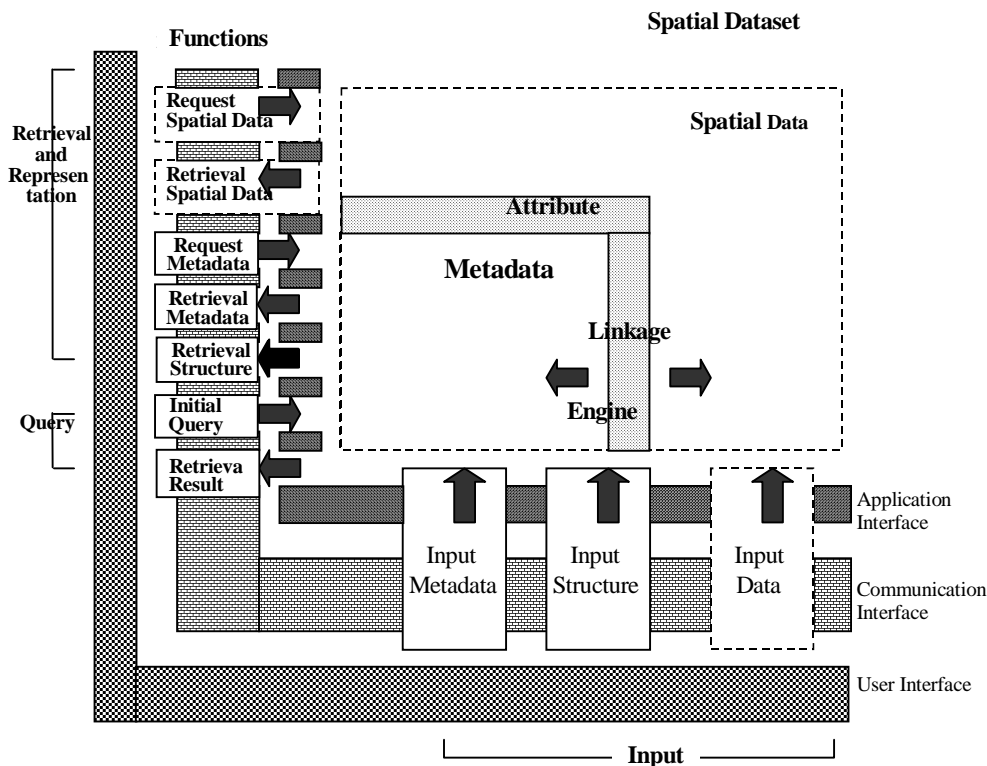 Spatial Dataset
Functions
Request
Spatial Data
Spatial Data
Retrieval
and
Represen
tation
Retrieval
Spatial Data
Attribute
Request
Metadata
Metadata
Retrieval
Metadata
Linkage
Retrieval
Structure
Initial
Query
Engine
Query
Retrieva
Result
Application
Interface
Input
Metadata
Input
Structure
Input
Data
Communication
Interface
User Interface
Input